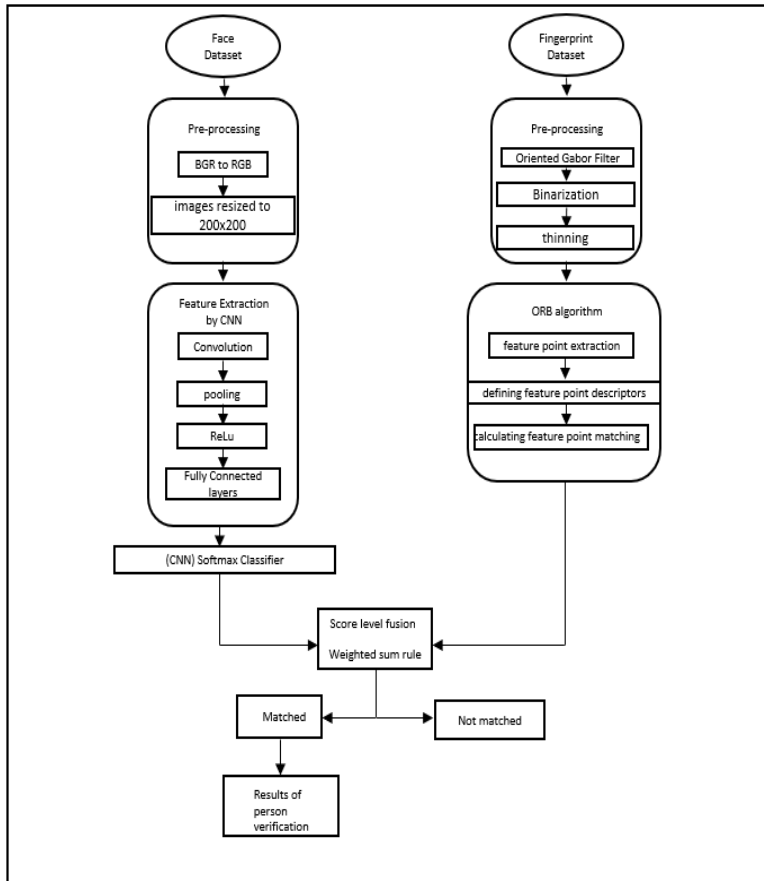 Face
Dataset
Pre-processing
BGR to RGB
images resized to
200x200
Feature Extraction
by CNN
Convolution
pooling
ReLu
Fully Connected
layers
(CNN) Softmax Classifier
Fingerprint
Dataset
Pre-processing
Oriented Gabor Filter
Binarization
thinning
ORB algorithm
feature point extraction
defining feature point descriptors
calculating feature point matching
Score level fusion
Weighted sum rule
Matched
Not matched
Results of
person
verification